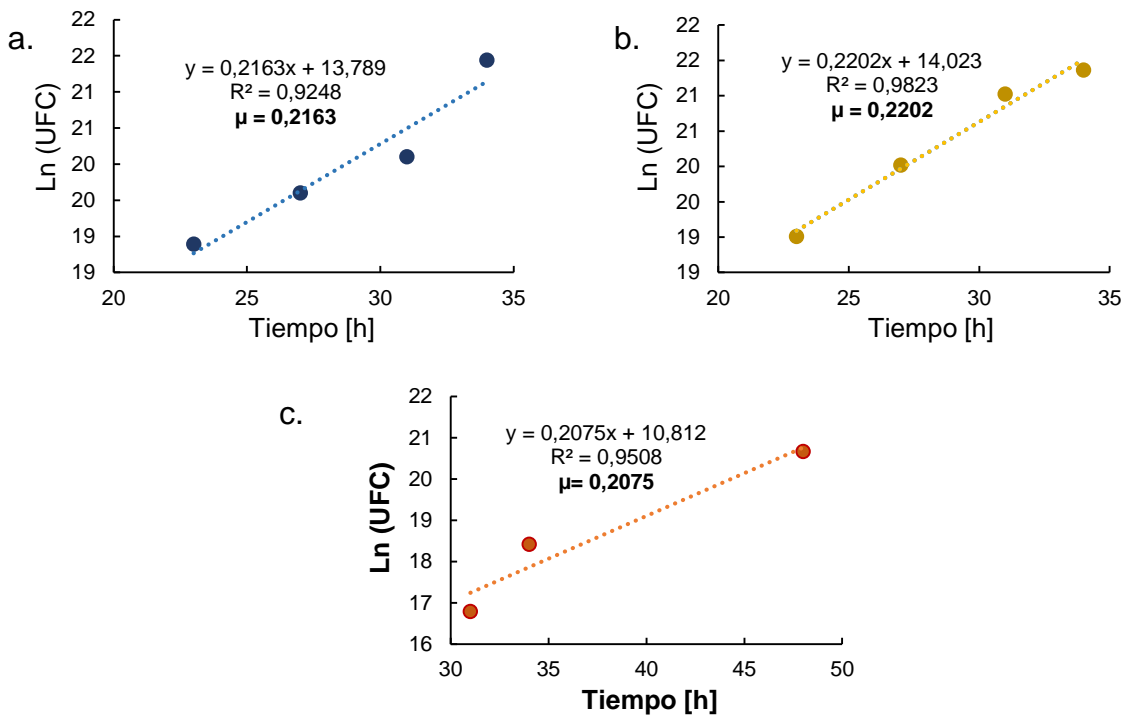 a.
y = 0,2163x + 13,789
R² = 0,9248
µ = 0,2163
Ln (UFC)
22
22
21
21
20
20
19
19
20
25
30
35
Tiempo [h]
b.
y = 0,2202x + 14,023
R² = 0,9823
µ = 0,2202
Ln (UFC)
22
22
21
21
20
20
19
19
20
25
30
35
Tiempo [h]
c.
y = 0,2075x + 10,812
R² = 0,9508
µ= 0,2075
Ln (UFC)
22
21
20
19
18
17
16
30
35
40
45
50
Tiempo [h]